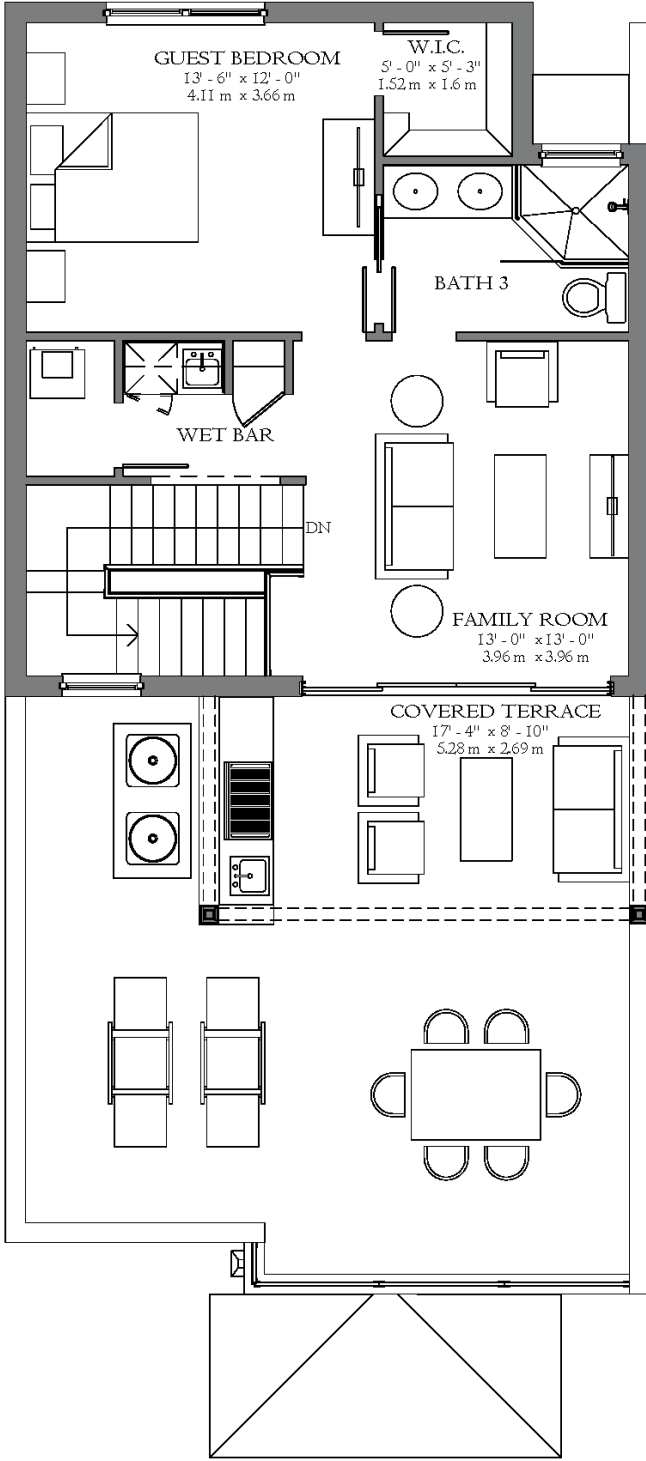 GUEST BEDROOM
13' - 6" x 12' - 0"
4.11 m x 3.66 m
W.I.C.
5' - 0" x 5' - 3"
1.52 m x 1.6 m
BATH 3
WET BAR
DN
FAMILY ROOM
13' - 0" x 13' - 0"
3.96 m x 3.96 m
COVERED TERRACE
17' - 4" x 8' - 10"
5.28 m x 2.69 m